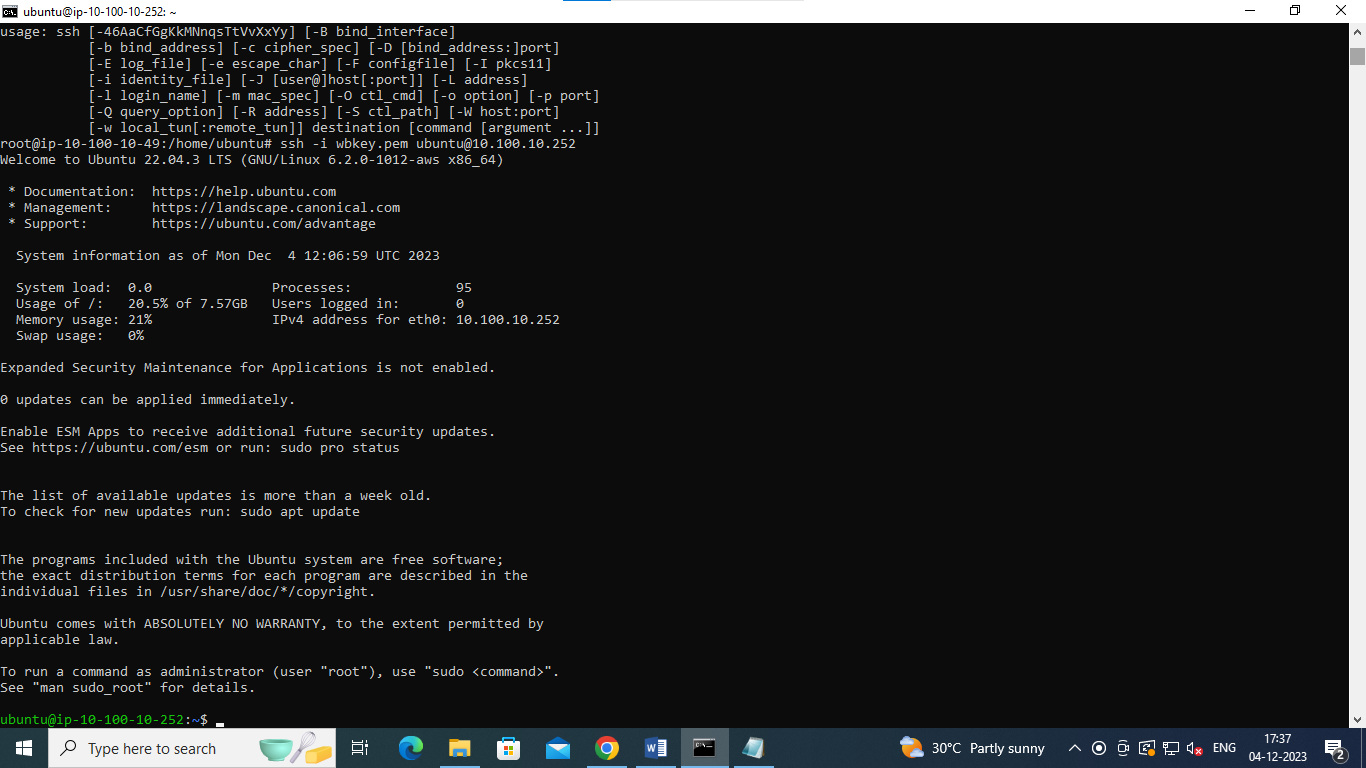 ubuntu@ip-10-100-10-252: ~
usage: ssh [-46AaCfGgKkMNnqsTtVvXxYy] [-B bind_interface]
           [-b bind_address] [-c cipher_spec] [-D [bind_address:]port]
           [-E log_file] [-e escape_char] [-F configfile] [-I pkcs11]
           [-i identity_file] [-J [user@]host[:port]] [-L address]
           [-l login_name] [-m mac_spec] [-O ctl_cmd] [-o option] [-p port]
           [-Q query_option] [-R address] [-S ctl_path] [-W host:port]
           [-w local_tun[:remote_tun]] destination [command [argument ...]]
root@ip-10-100-10-49:/home/ubuntu# ssh -i wbkey.pem ubuntu@10.100.10.252
Welcome to Ubuntu 22.04.3 LTS (GNU/Linux 6.2.0-1012-aws x86_64)
 * Documentation:  https://help.ubuntu.com
 * Management:     https://landscape.canonical.com
 * Support:        https://ubuntu.com/advantage
  System information as of Mon Dec  4 12:06:59 UTC 2023
  System load:  0.0               Processes:             95
  Usage of /:   20.5% of 7.57GB   Users logged in:       0
  Memory usage: 21%               IPv4 address for eth0: 10.100.10.252
  Swap usage:   0%
Expanded Security Maintenance for Applications is not enabled.
0 updates can be applied immediately.
Enable ESM Apps to receive additional future security updates.
See https://ubuntu.com/esm or run: sudo pro status
The list of available updates is more than a week old.
To check for new updates run: sudo apt update
The programs included with the Ubuntu system are free software;
the exact distribution terms for each program are described in the
individual files in /usr/share/doc/*/copyright.
Ubuntu comes with ABSOLUTELY NO WARRANTY, to the extent permitted by
applicable law.
To run a command as administrator (user "root"), use "sudo <command>".
See "man sudo_root" for details.
ubuntu@ip-10-100-10-252:~$
Type here to search
30°C Partly sunny
ENG
17:37
04-12-2023
2